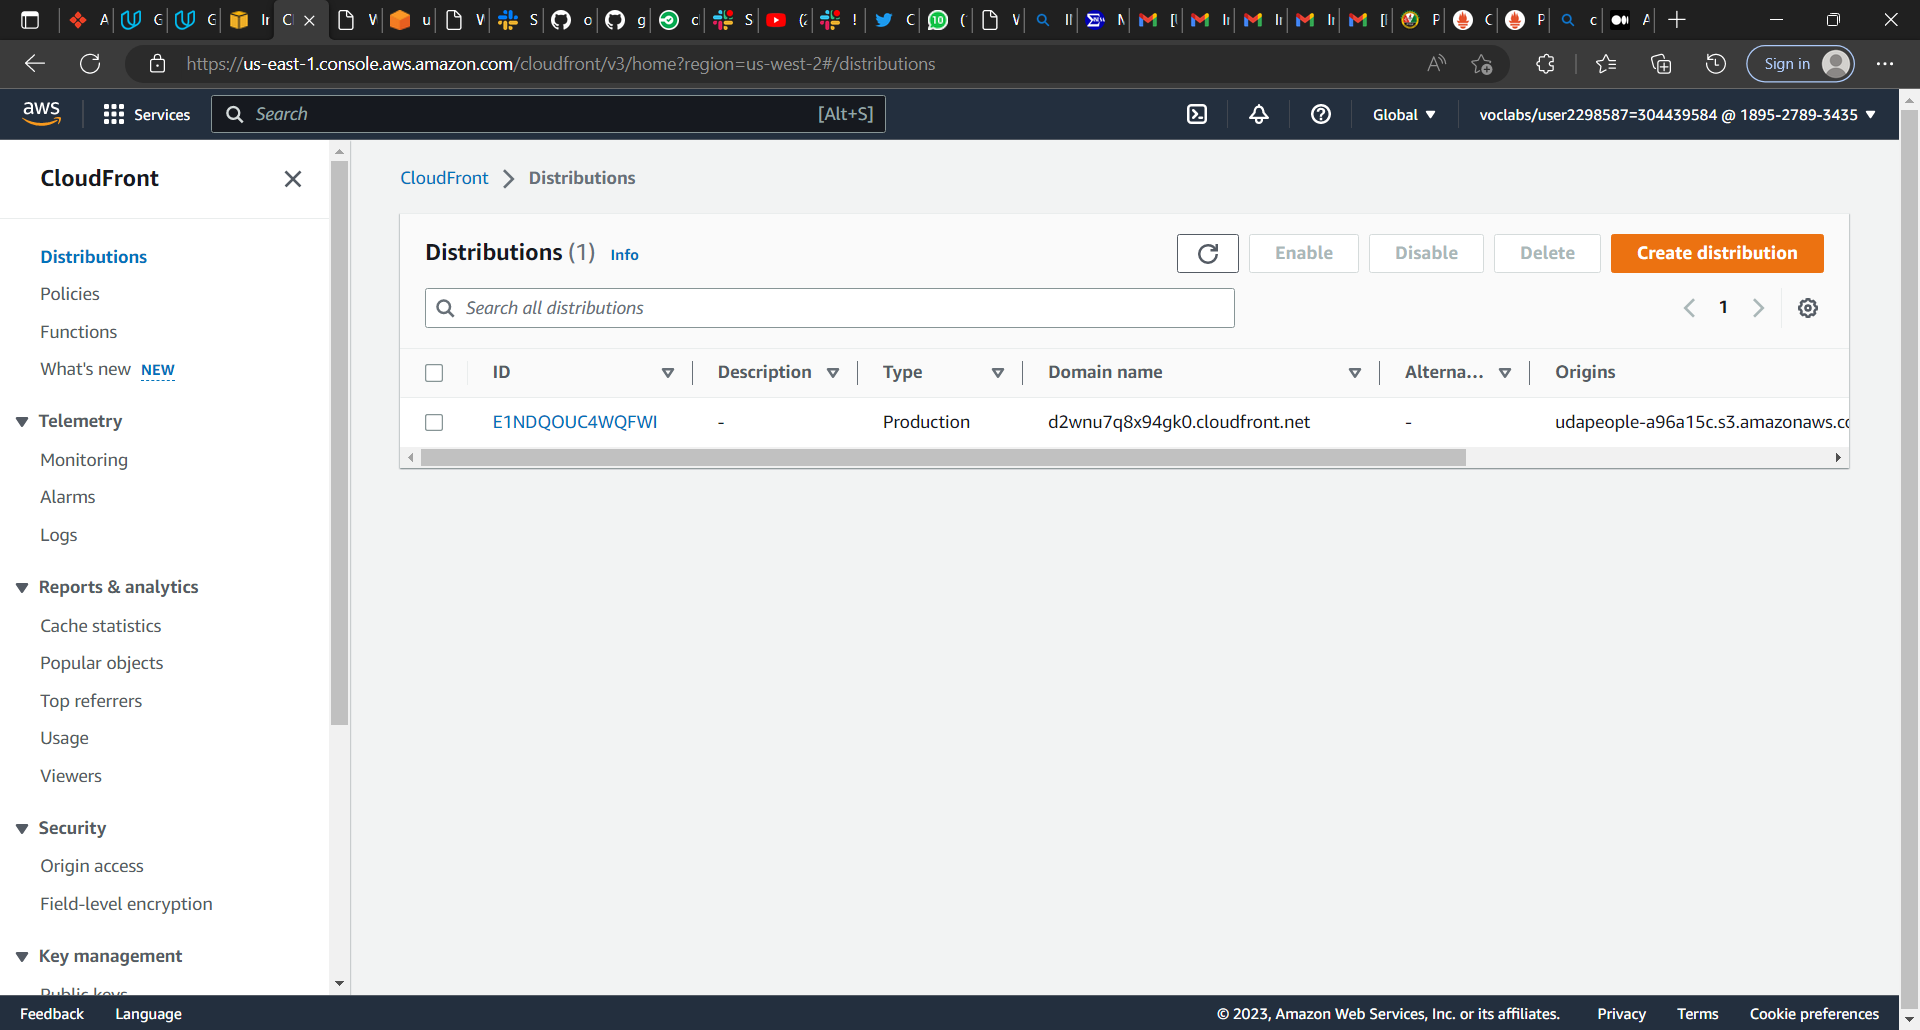 https://us-east-1.console.aws.amazon.com/cloudfront/v3/home?region=us-west-2#/distributions
Sign in
aws
Services
Search
[Alt+S]
Global
voclabs/user2298587=304439584 @ 1895-2789-3435
CloudFront
Distributions
Policies
Functions
What's new NEW
Telemetry
Monitoring
Alarms
Logs
Reports & analytics
Cache statistics
Popular objects
Top referrers
Usage
Viewers
Security
Origin access
Field-level encryption
Key management
Public keys
CloudFront > Distributions
Distributions (1) Info
Enable
Disable
Delete
Create distribution
Search all distributions
1
ID Description Type Domain name Alterna... Origins
E1NDQOUC4WQFWI - Production d2wnu7q8x94gk0.cloudfront.net - udapeople-a96a15c.s3.amazonaws.co
Feedback Language © 2023, Amazon Web Services, Inc. or its affiliates. Privacy Terms Cookie preferences